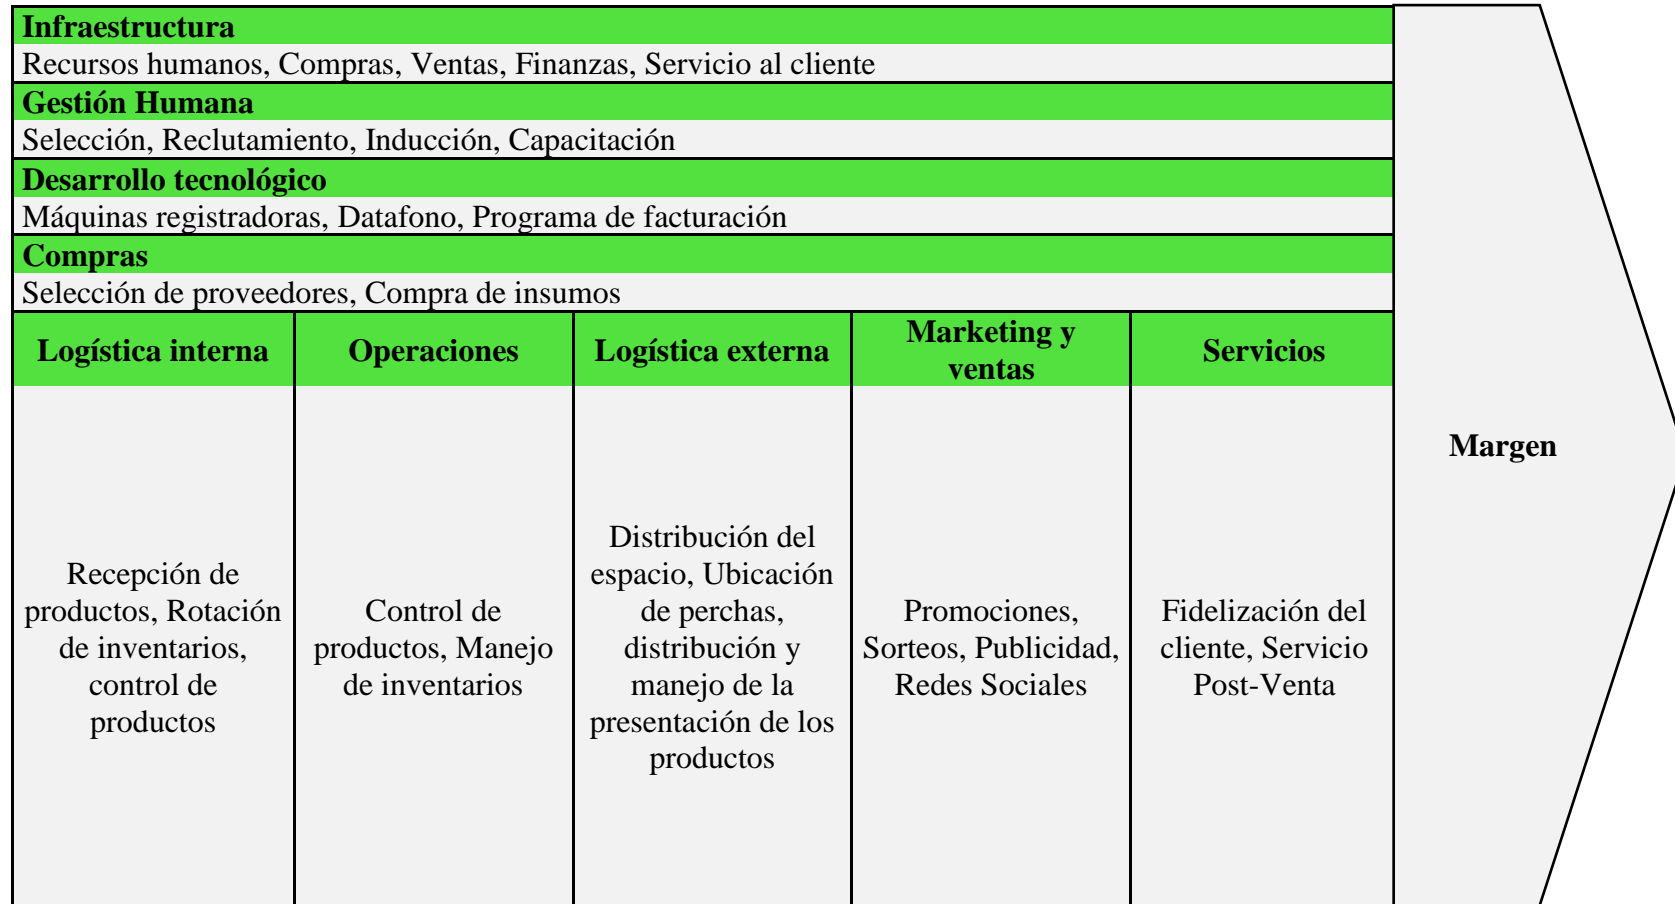 Infraestructura
Recursos humanos, Compras, Ventas, Finanzas, Servicio al cliente
Gestión Humana
Selección, Reclutamiento, Inducción, Capacitación
Desarrollo tecnológico
Máquinas registradoras, Datafono, Programa de facturación
Compras
Selección de proveedores, Compra de insumos
Logística interna
Recepción de
productos, Rotación
de inventarios,
control de
productos
Operaciones
Control de
productos, Manejo
de inventarios
Logística externa
Distribución del
espacio, Ubicación
de perchas,
distribución y
manejo de la
presentación de los
productos
Marketing y
ventas
Promociones,
Sorteos, Publicidad,
Redes Sociales
Servicios
Fidelización del
cliente, Servicio
Post-Venta
Margen